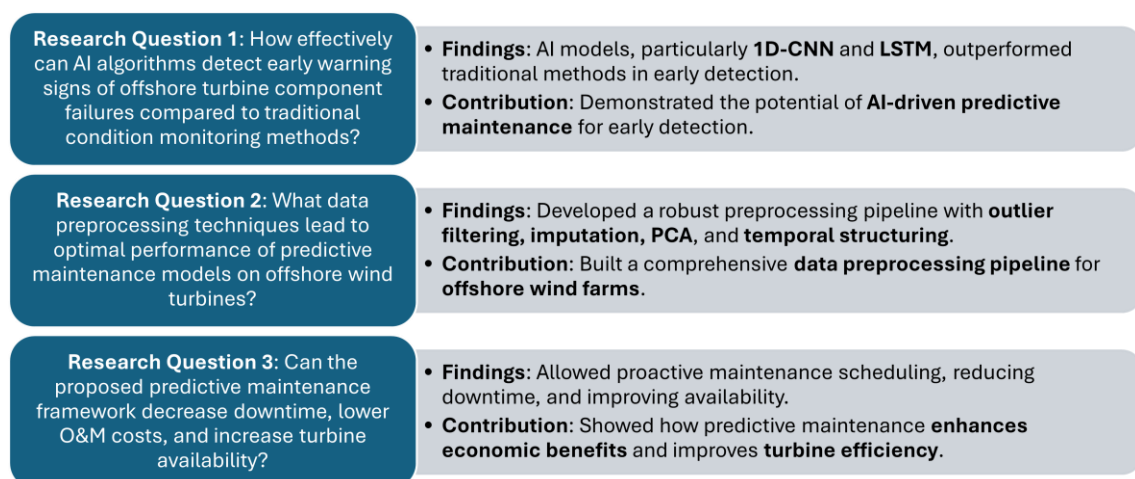 Research Question 1: How effectively
can AI algorithms detect early warning
signs of offshore turbine component
failures compared to traditional
condition monitoring methods?
• Findings: AI models, particularly 1D-CNN and LSTM, outperformed
traditional methods in early detection.
• Contribution: Demonstrated the potential of AI-driven predictive
maintenance for early detection.
Research Question 2: What data
preprocessing techniques lead to
optimal performance of predictive
maintenance models on offshore wind
turbines?
• Findings: Developed a robust preprocessing pipeline with outlier
filtering, imputation, PCA, and temporal structuring.
• Contribution: Built a comprehensive data preprocessing pipeline for
offshore wind farms.
Research Question 3: Can the
proposed predictive maintenance
framework decrease downtime, lower
O&M costs, and increase turbine
availability?
• Findings: Allowed proactive maintenance scheduling, reducing
downtime, and improving availability.
• Contribution: Showed how predictive maintenance enhances
economic benefits and improves turbine efficiency.